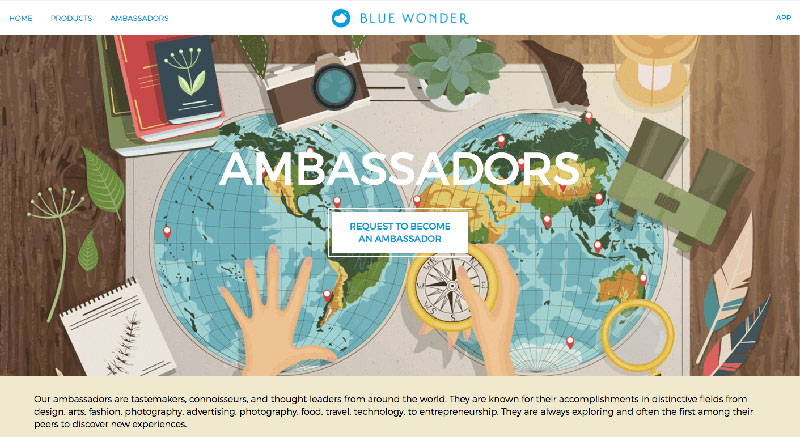 HOME PRODUCTS AMBASSADORS BLUE WONDER APP
AMBASSADORS
REQUEST TO BECOME
AN AMBASSADOR
Our ambassadors are tastemakers, connoisseurs, and thought leaders from around the world. They are known for their accomplishments in distinctive fields from
design, arts, fashion, photography, advertising, photography, food, travel, technology, to entrepreneurship. They are always exploring and often the first among their
peers to discover new experiences.